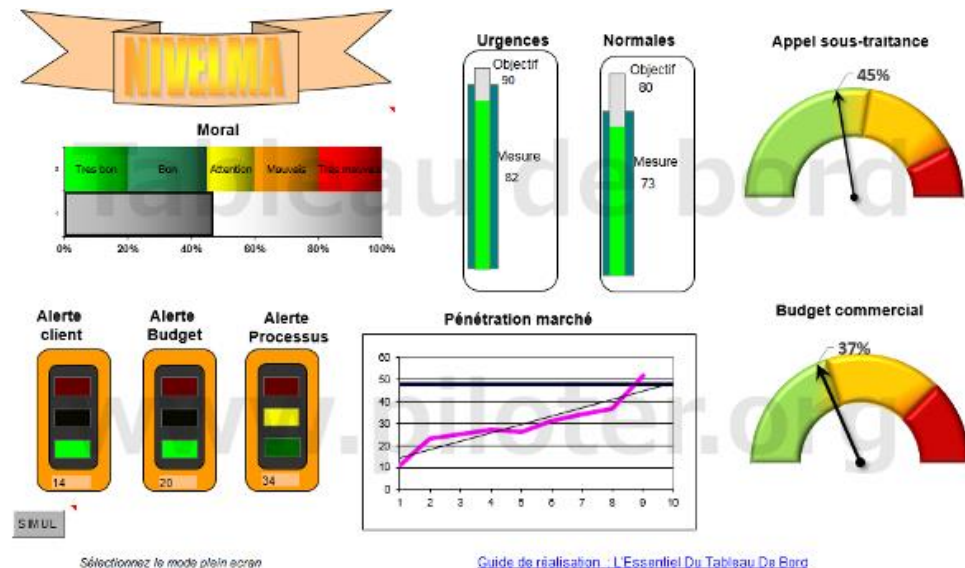 NIVELMA
Moral
Tres bon Bon Attention Mauvais Très mauvais
2
1
0% 20% 40% 60% 80% 100%
Urgences
Objectif
90
Mesure
82
Normales
Objectif
80
Mesure
73
Appel sous-traitance
45%
Tableau de bord
Alerte
client
14
Alerte
Budget
20
Alerte
Processus
34
Pénétration marché
60
50
40
30
20
10
0
1 2 3 4 5 6 7 8 9 10
Budget commercial
37%
www.piloter.org
SIMUL
Sélectionnez le mode plein ecran
Guide de réalisation : L'Essentiel Du Tableau De Bord